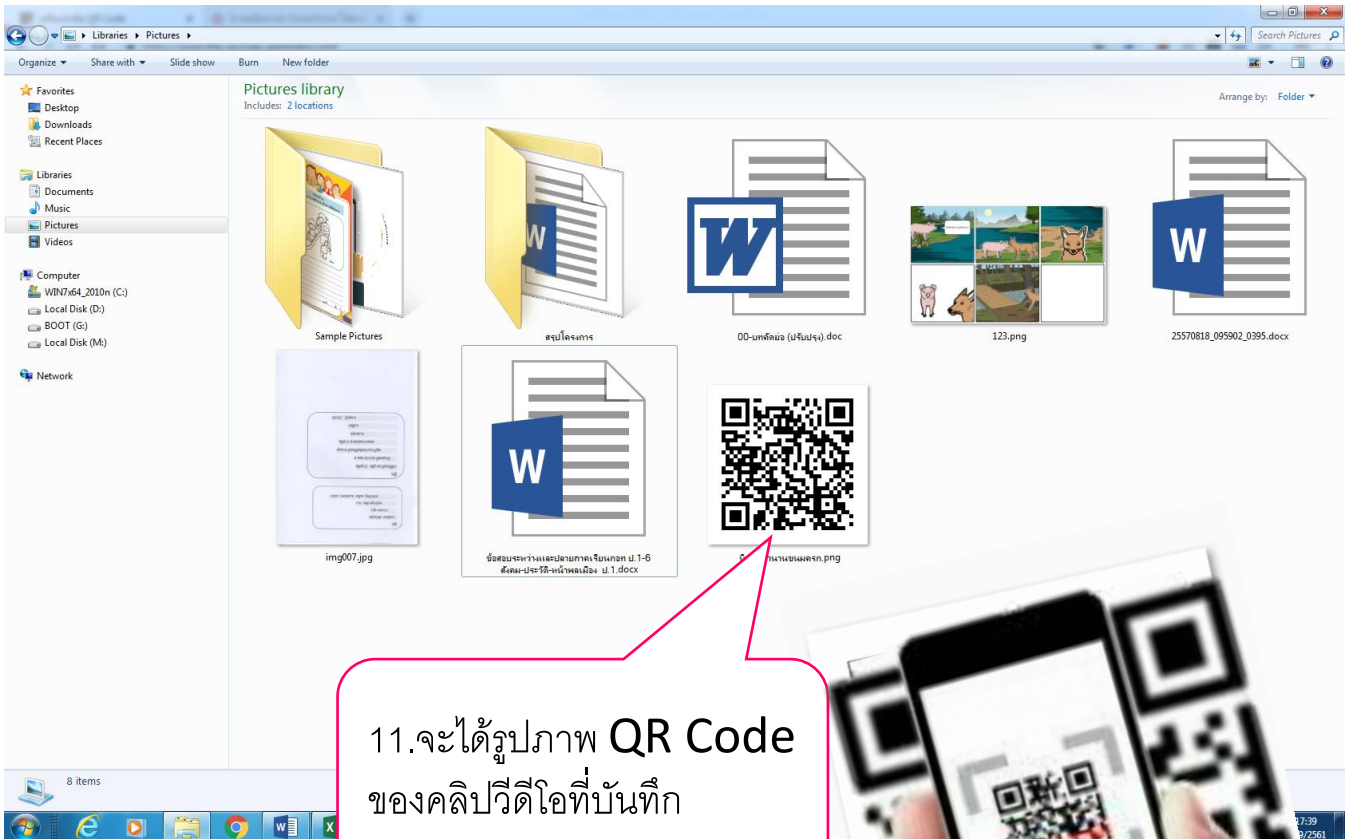 Libraries
Pictures
Search Pictures
Organize
Share with
Slide show
Burn
New folder
Favorites
Desktop
Downloads
Recent Places
Libraries
Documents
Music
Pictures
Videos
Computer
WIN7x64_2010n (C:)
Local Disk (D:)
BOOT (G:)
Local Disk (M:)
Network
Pictures library
Includes: 2 locations
Arrange by: Folder
Sample Pictures
สรุปโครงการ
00-บทคัดย่อ (ปรับปรุง).doc
123.png
25570818_095902_0395.docx
img007.jpg
ข้อสอบระหว่างและปลายภาคเรียนกอท ป.1-6
สังคม-ประวัติ-หน้าพลเมือง ป.1.docx
.png
11.จะได้รูปภาพ QR Code
ของคลิปวีดีโอที่บันทึก
8 items
17:39
/2561